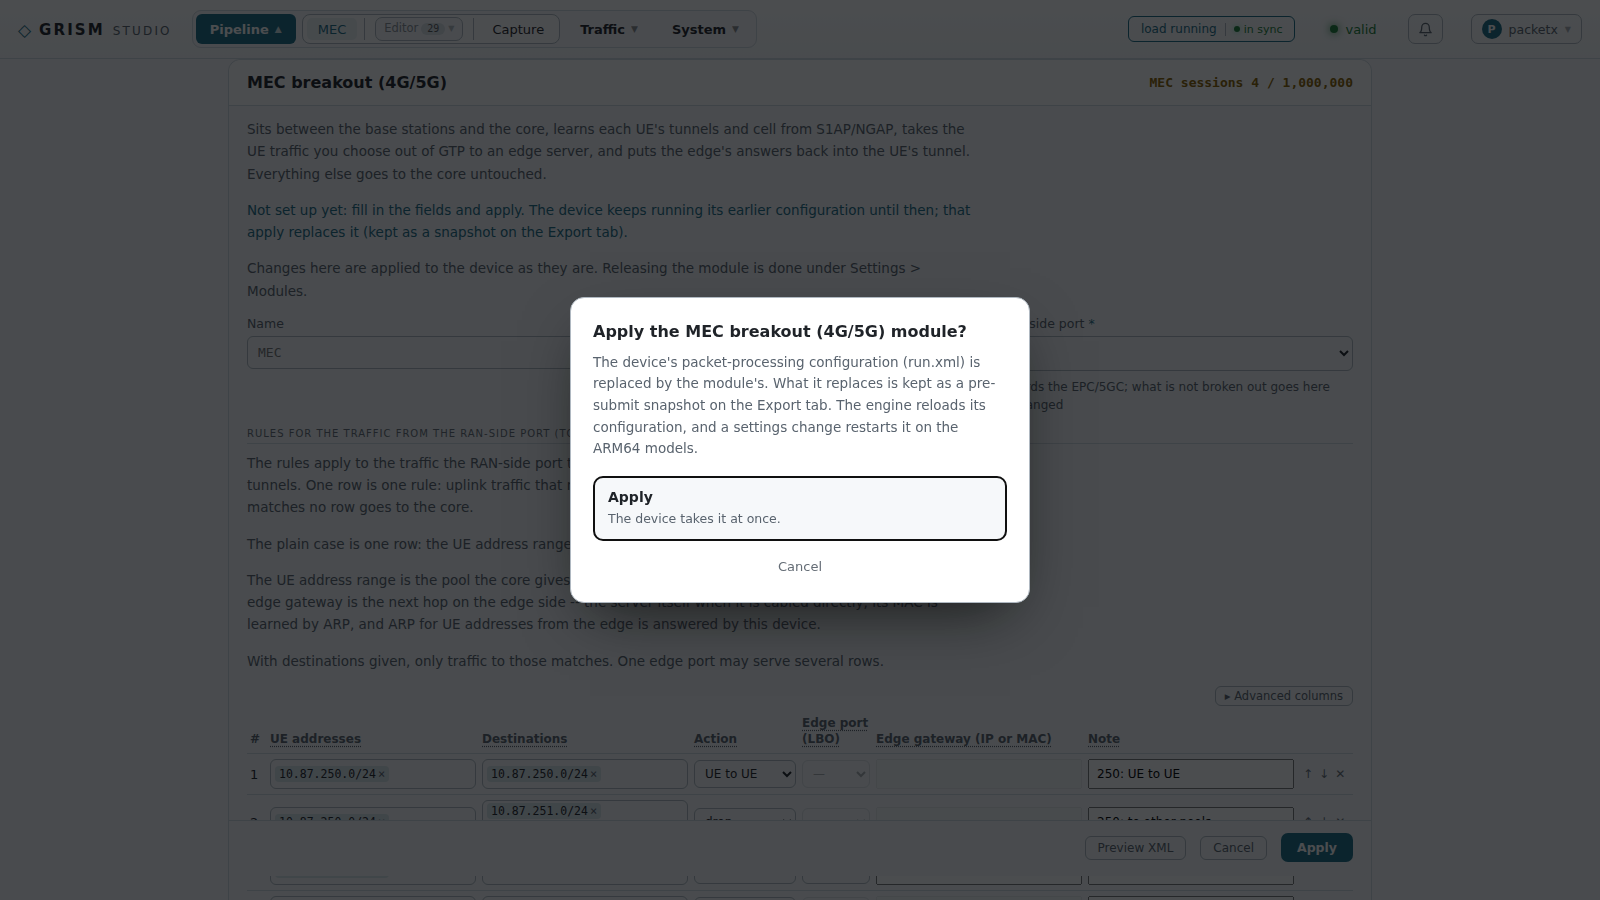 ◇ GRISM STUDIO Pipeline ▲ MEC Editor 29 ▼ Capture Traffic ▼ System ▼ load running in sync valid P packetx ▼
MEC breakout (4G/5G) MEC sessions 4 / 1,000,000
Sits between the base stations and the core, learns each UE's tunnels and cell from S1AP/NGAP, takes the
UE traffic you choose out of GTP to an edge server, and puts the edge's answers back into the UE's tunnel.
Everything else goes to the core untouched.
Not set up yet: fill in the fields and apply. The device keeps running its earlier configuration until then; that
apply replaces it (kept as a snapshot on the Export tab).
Changes here are applied to the device as they are. Releasing the module is done under Settings >
Modules.
Name
MEC
side port *
ds the EPC/5GC; what is not broken out goes here
anged
Apply the MEC breakout (4G/5G) module?
The device's packet-processing configuration (run.xml) is
replaced by the module's. What it replaces is kept as a pre-
submit snapshot on the Export tab. The engine reloads its
configuration, and a settings change restarts it on the
ARM64 models.
Apply
The device takes it at once.
Cancel
RULES FOR THE TRAFFIC FROM THE RAN-SIDE PORT (TO
The rules apply to the traffic the RAN-side port
tunnels. One row is one rule: uplink traffic that
matches no row goes to the core.
The plain case is one row: the UE address range
The UE address range is the pool the core gives
edge gateway is the next hop on the edge side — the server itself when it is cabled directly; its MAC is
learned by ARP, and ARP for UE addresses from the edge is answered by this device.
With destinations given, only traffic to those matches. One edge port may serve several rows.
▸ Advanced columns
# UE addresses Destinations Action Edge port (LBO) Edge gateway (IP or MAC) Note
1 10.87.250.0/24 × 10.87.250.0/24 × UE to UE — 250: UE to UE ↑ ↓ ×
10.87.251.0/24 ×
Preview XML Cancel Apply